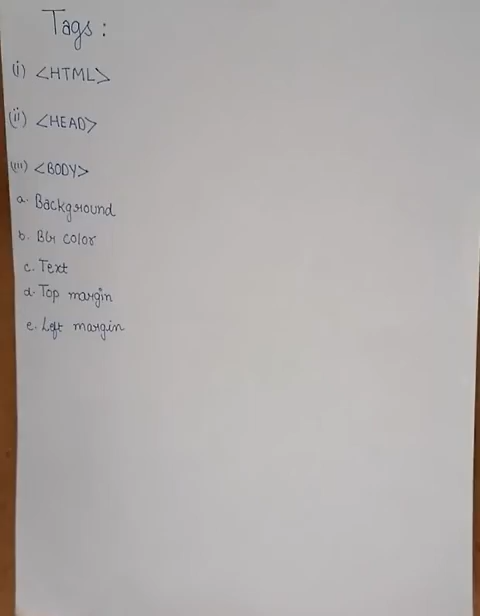 Tags :
(i) <HTML>
(ii) <HEAD>
(iii) <BODY>
a. Background
b. BG color
c. Text
d. Top margin
e. Left margin